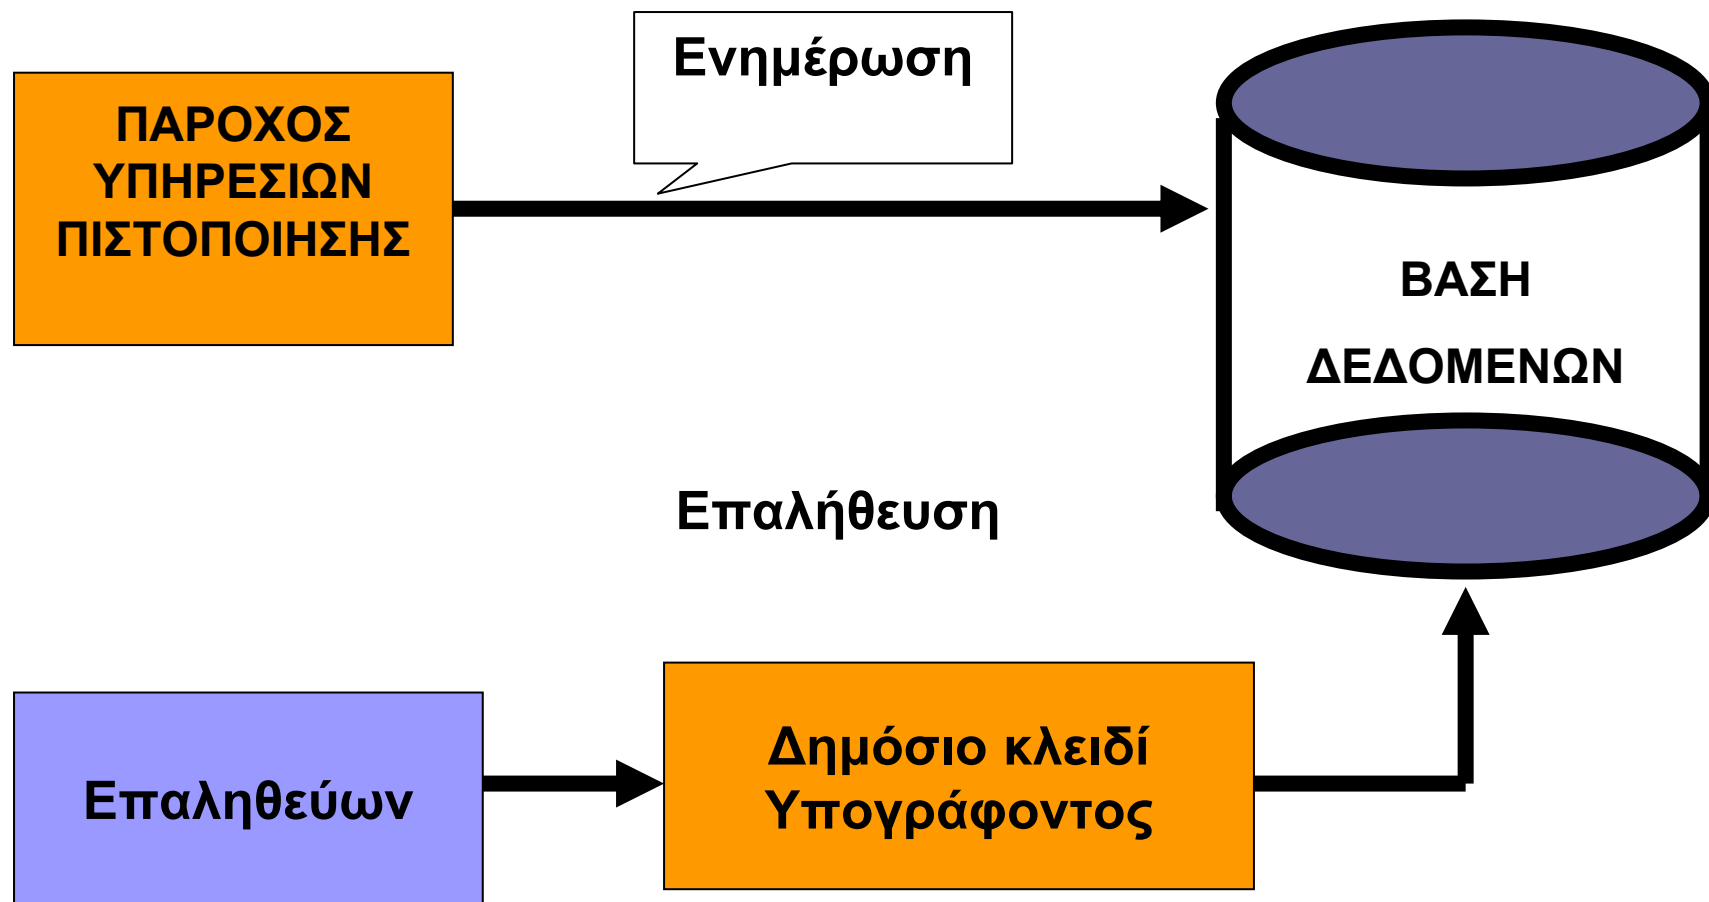 Ενημέρωση
ΠΑΡΟΧΟΣ
ΥΠΗΡΕΣΙΩΝ
ΠΙΣΤΟΠΟΙΗΣΗΣ
ΒΑΣΗ
ΔΕΔΟΜΕΝΩΝ
Επαλήθευση
Επαληθεύων
Δημόσιο κλειδί
Υπογράφοντος